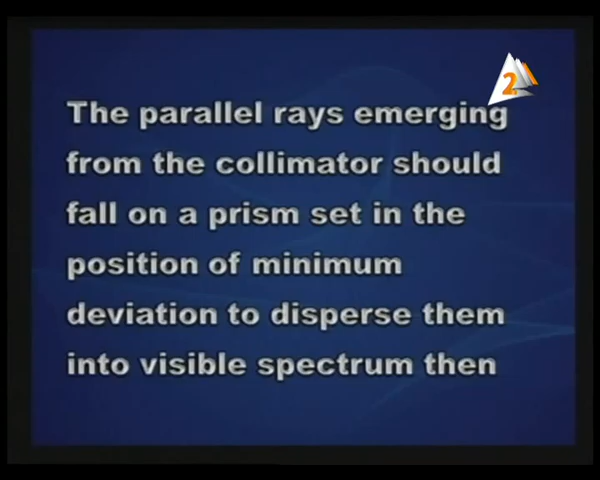 2
The parallel rays emerging
from the collimator should
fall on a prism set in the
position of minimum
deviation to disperse them
into visible spectrum then